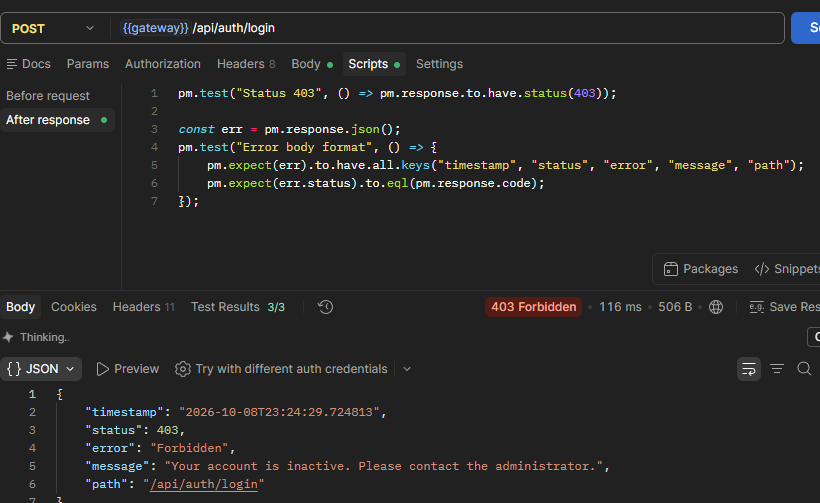 POST {{gateway}} /api/auth/login
Docs Params Authorization Headers 8 Body Scripts Settings
Before request
After response
1 pm.test("Status 403", () => pm.response.to.have.status(403));
2
3 const err = pm.response.json();
4 pm.test("Error body format", () => {
5 pm.expect(err).to.have.all.keys("timestamp", "status", "error", "message", "path");
6 pm.expect(err.status).to.eql(pm.response.code);
7 });
Packages </> Snippets
Body Cookies Headers 11 Test Results 3/3 403 Forbidden • 116 ms • 506 B e.g. Save Res
Thinking..
{} JSON Preview Try with different auth credentials
1 {
2 "timestamp": "2026-10-08T23:24:29.724813",
3 "status": 403,
4 "error": "Forbidden",
5 "message": "Your account is inactive. Please contact the administrator.",
6 "path": "/api/auth/login"
7 }